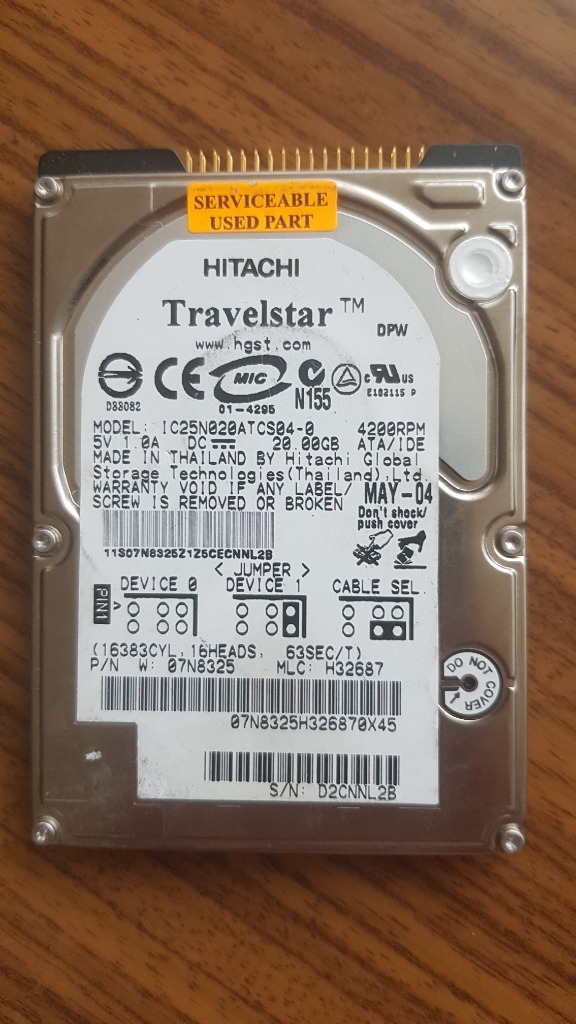 SERVICEABLE
USED PART
HITACHI
Travelstar™
DPW
www.hgst.com
D33082
CE
MIC
01-4295
N155
c UL us
E182115 P
MODEL: IC25N020ATCS04-0 4200RPM
5V 1.0A DC 20.00GB ATA/IDE
MADE IN THAILAND BY Hitachi Global
Storage Technologies(Thailand),Ltd.
WARRANTY VOID IF ANY LABEL/
SCREW IS REMOVED OR BROKEN
MAY-04
Don't shock/
push cover
11S07N8325Z1Z5CECNNL2B
< JUMPER >
DEVICE 0 DEVICE 1 CABLE SEL.
PIN1
(16383CYL, 16HEADS, 63SEC/T)
P/N W: 07N8325 MLC: H32687
DO NOT COVER
07N8325H326870X45
S/N: D2CNNL2B